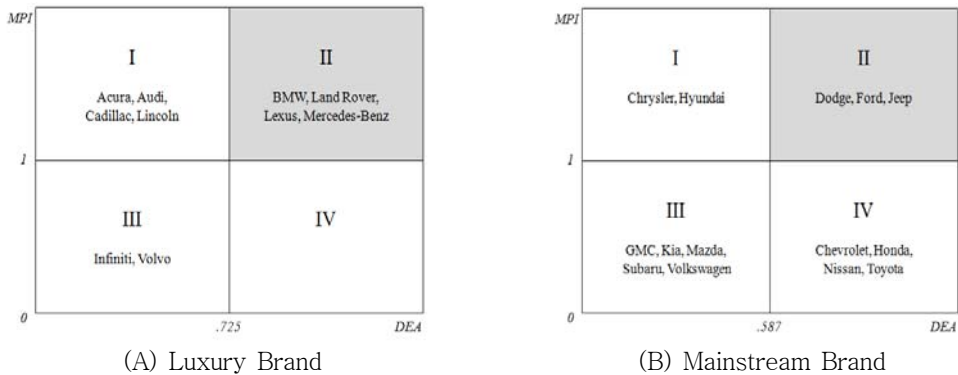 MPI
I
Acura, Audi,
Cadillac, Lincoln
II
BMW, Land Rover,
Lexus, Mercedes-Benz
1
III
Infiniti, Volvo
IV
0
.725
DEA
(A) Luxury Brand
MPI
I
Chrysler, Hyundai
II
Dodge, Ford, Jeep
1
III
GMC, Kia, Mazda,
Subaru, Volkswagen
IV
Chevrolet, Honda,
Nissan, Toyota
0
.587
DEA
(B) Mainstream Brand